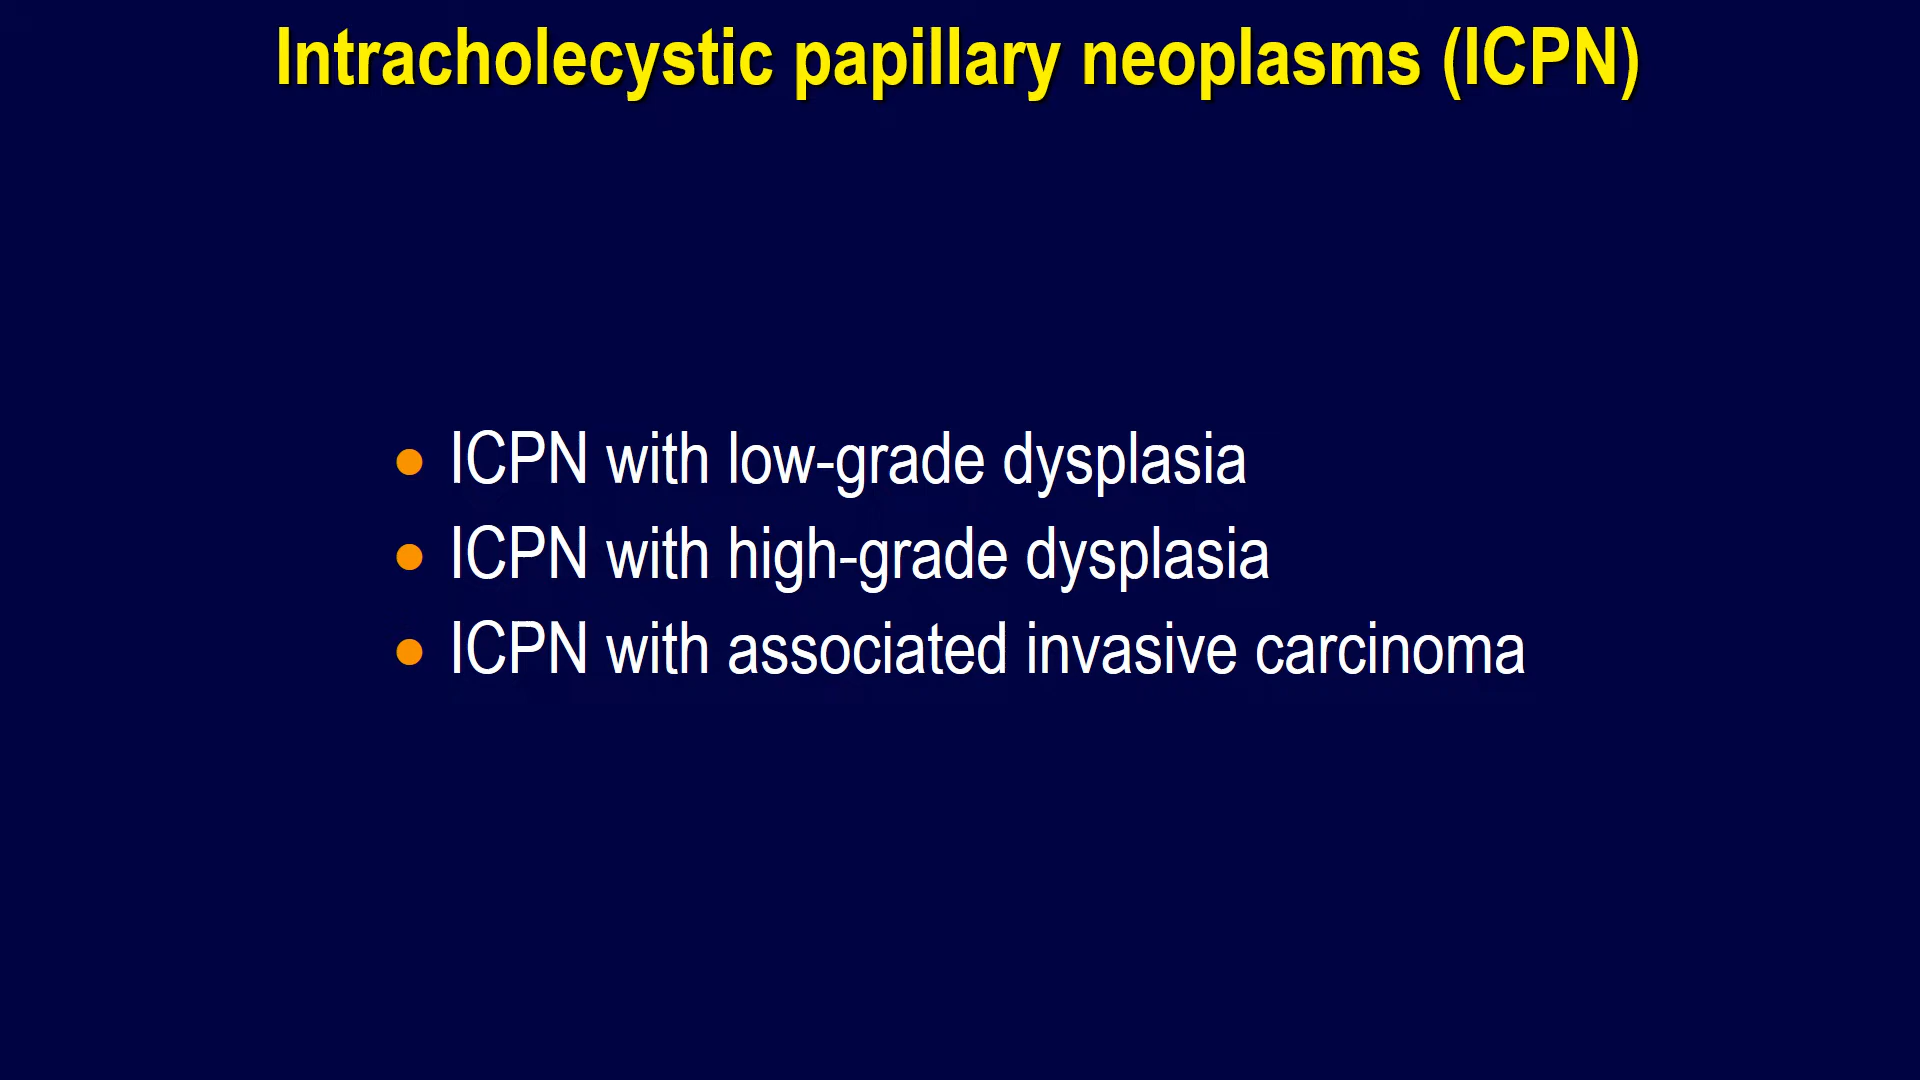 Intracholecystic papillary neoplasms (ICPN)
• ICPN with low-grade dysplasia
• ICPN with high-grade dysplasia
• ICPN with associated invasive carcinoma